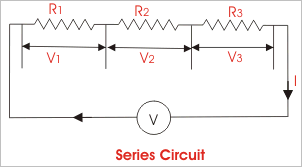 R1 R2 R3
V1 V2 V3
I
V
Series Circuit